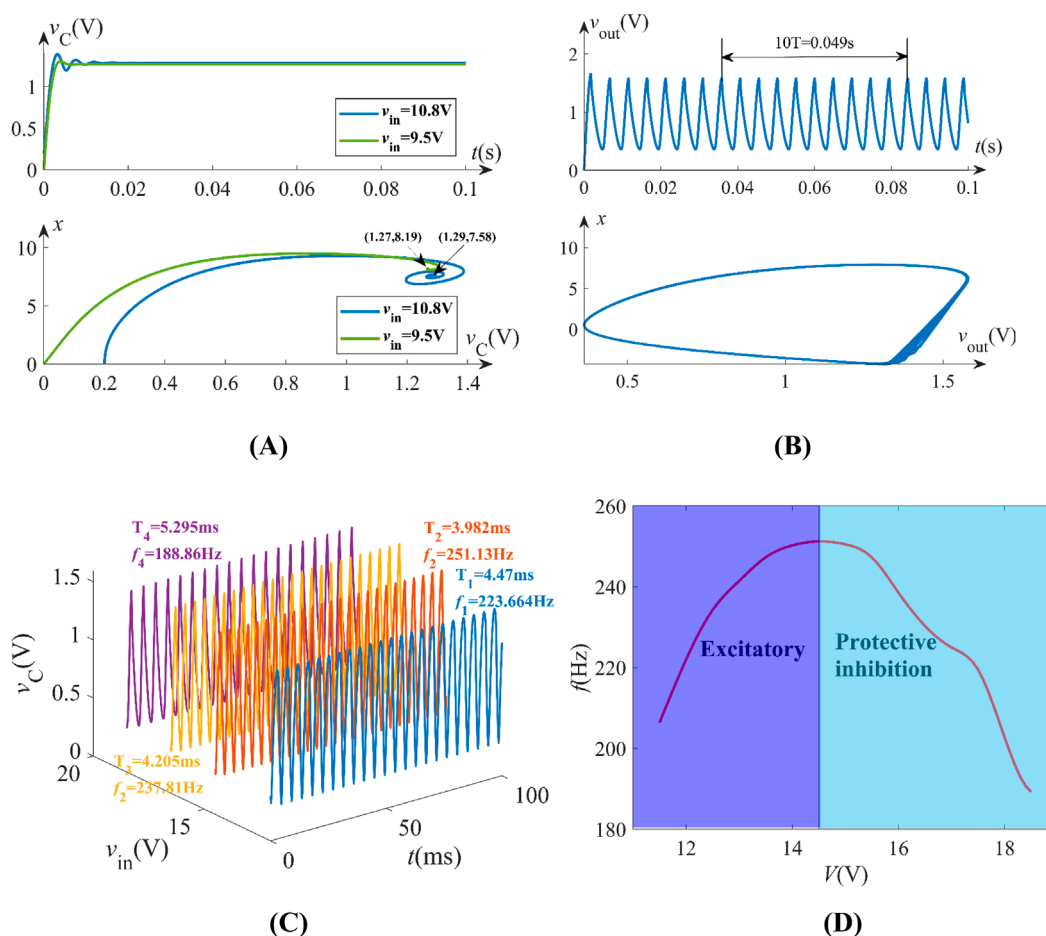 v_C(V)
1
0.5
0
v_in=10.8V
v_in=9.5V
t(s)
0 0.02 0.04 0.06 0.08 0.1
x
10
5
0
(1.27,8.19) (1.29,7.58)
v_in=10.8V
v_in=9.5V
v_C(V)
0 0.2 0.4 0.6 0.8 1 1.2 1.4
(A)
v_out(V)
10T=0.049s
2
1
0
t(s)
0 0.02 0.04 0.06 0.08 0.1
x
10
5
0
v_out(V)
0.5 1 1.5
(B)
T_4=5.295ms
f_4=188.86Hz
T_2=3.982ms
f_2=251.13Hz
T_1=4.47ms
f_1=223.664Hz
T_3=4.205ms
f_2=237.81Hz
v_C(V)
1.5
1
0.5
0
20
15
v_in(V)
0
50
100
t(ms)
(C)
f(Hz)
260
240
220
200
180
Excitatory
Protective
inhibition
12 14 16 18
V(V)
(D)